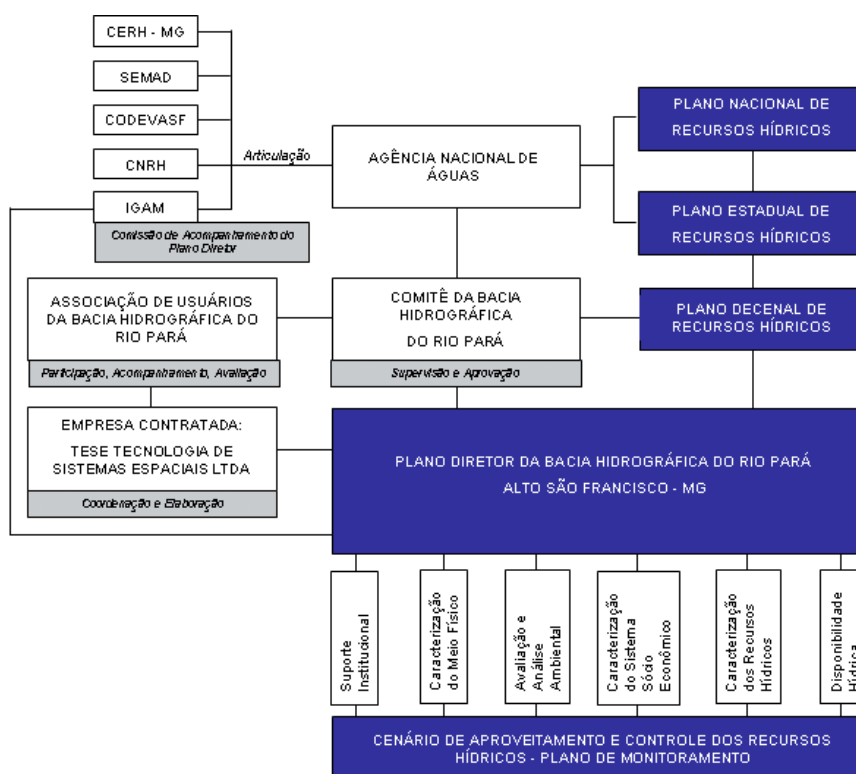 CERH - MG
SEMAD
CODEVASF
CNRH
IGAM
Comissão de Acompanhamento do
Plano Diretor
Articulação
AGÊNCIA NACIONAL DE
ÁGUAS
PLANO NACIONAL DE
RECURSOS HÍDRICOS
PLANO ESTADUAL DE
RECURSOS HÍDRICOS
ASSOCIAÇÃO DE USUÁRIOS
DA BACIA HIDROGRÁFICA DO
RIO PARÁ
Participação, Acompanhamento, Avaliação
COMITÊ DA BACIA
HIDROGRÁFICA
DO RIO PARÁ
Supervisão e Aprovação
PLANO DECENAL DE
RECURSOS HÍDRICOS
EMPRESA CONTRATADA:
TESE TECNOLOGIA DE
SISTEMAS ESPACIAIS LTDA
Coordenação e Elaboração
PLANO DIRETOR DA BACIA HIDROGRÁFICA DO RIO PARÁ
ALTO SÃO FRANCISCO - MG
Suporte
Institucional
Caracterização
do Meio Físico
Avaliação e
Análise
Ambiental
Caracterização
do Sistema
Sócio
Econômico
Caracterização
dos Recursos
Hídricos
Disponibilidade
Hídrica
CENÁRIO DE APROVEITAMENTO E CONTROLE DOS RECURSOS
HÍDRICOS - PLANO DE MONITORAMENTO